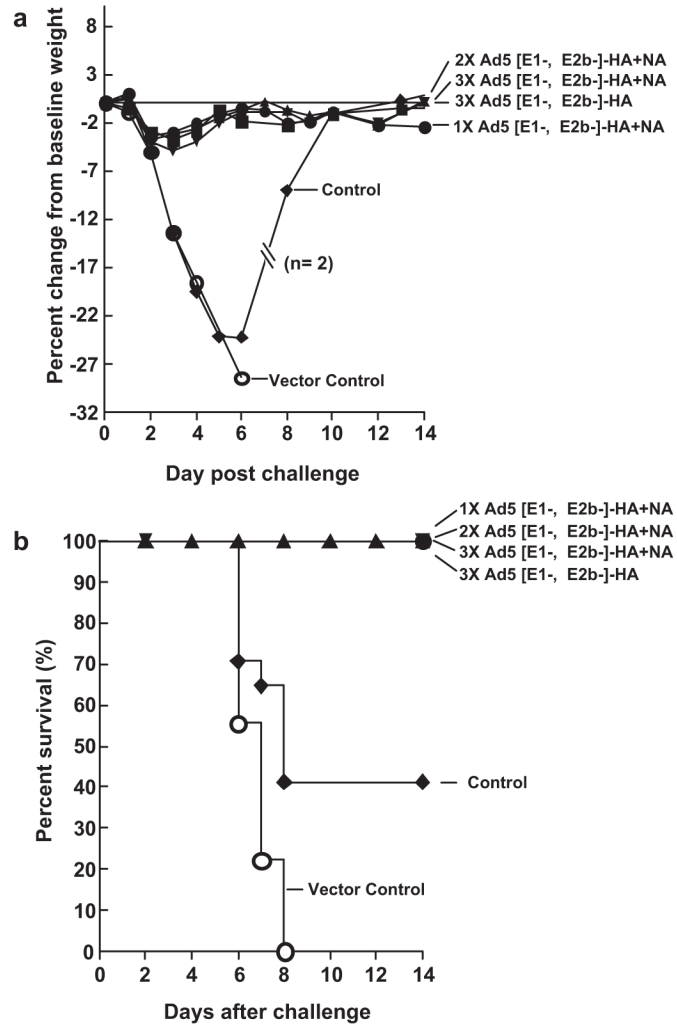 a
Percent change from baseline weight
8
3
-2
-7
-12
-17
-22
-27
-32
0 2 4 6 8 10 12 14
Day post challenge
2X Ad5 [E1-, E2b-]-HA+NA
3X Ad5 [E1-, E2b-]-HA+NA
3X Ad5 [E1-, E2b-]-HA
1X Ad5 [E1-, E2b-]-HA+NA
Control
(n= 2)
Vector Control
b
Percent survival (%)
100
90
80
70
60
50
40
30
20
10
0
0 2 4 6 8 10 12 14
Days after challenge
1X Ad5 [E1-, E2b-]-HA+NA
2X Ad5 [E1-, E2b-]-HA+NA
3X Ad5 [E1-, E2b-]-HA+NA
3X Ad5 [E1-, E2b-]-HA
Control
Vector Control